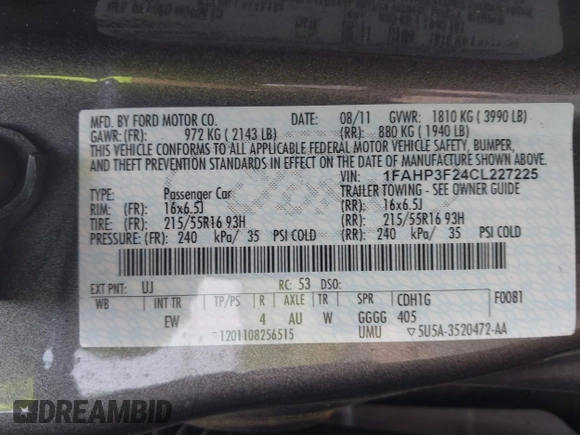 MFD. BY FORD MOTOR CO. DATE: 08/11 GVWR: 1810 KG ( 3990 LB)
GAWR: (FR): 972 KG ( 2143 LB) (RR): 880 KG ( 1940 LB)
THIS VEHICLE CONFORMS TO ALL APPLICABLE FEDERAL MOTOR VEHICLE SAFETY, BUMPER,
AND THEFT PREVENTION STANDARDS IN EFFECT ON THE DATE OF MANUFACTURE SHOWN ABOVE.
VIN: 1FAHP3F24CL227225
TYPE: Passenger Car TRAILER TOWING - SEE OWNER GUIDE
RIM: (FR): 16x6.5J (RR): 16x6.5J
TIRE: (FR): 215/55R16 93H (RR): 215/55R16 93H
PRESSURE: (FR): 240 kPa/ 35 PSI COLD (RR): 240 kPa/ 35 PSI COLD
EXT PNT: UJ RC: 53 DSO:
WB INT TR TP/PS R AXLE TR SPR CDH1G F0081
EW 4 AU W GGGG 405
1201108256515 UMU ▽5U5A-3520472-AA
DREAMBID